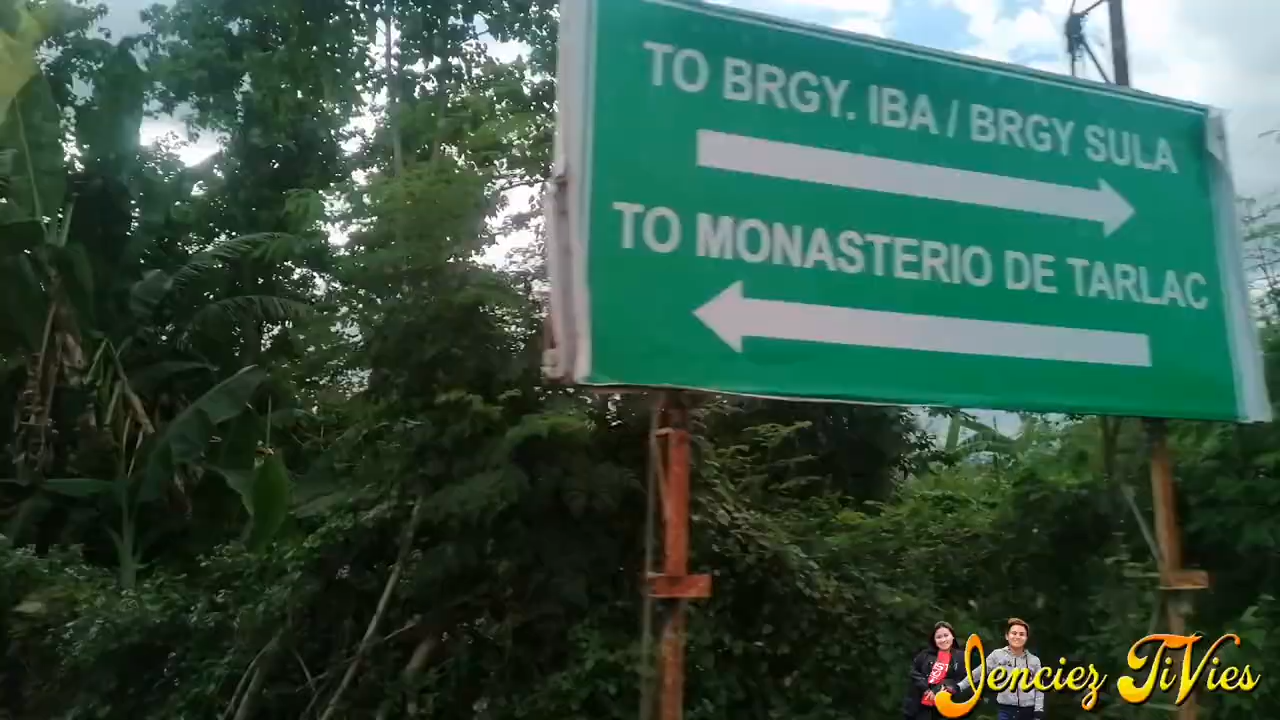 TO BRGY. IBA / BRGY SULA
TO MONASTERIO DE TARLAC
Jenciez TiVies